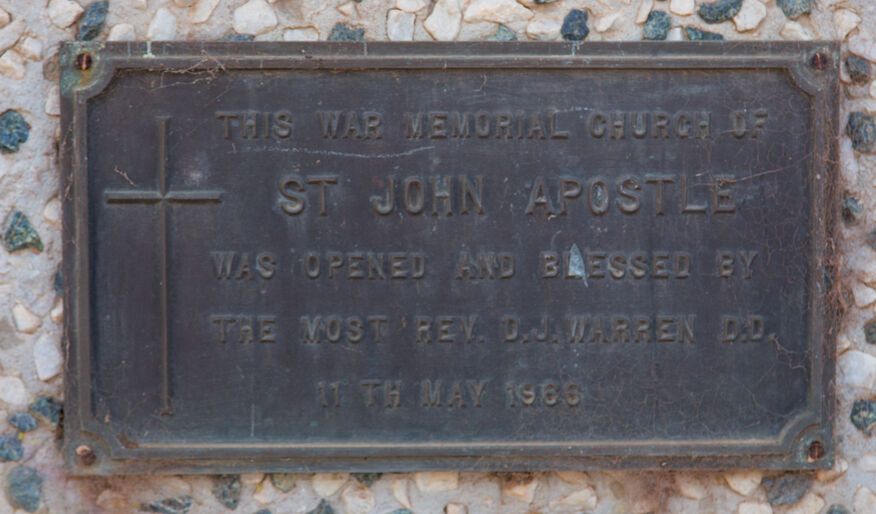 THIS WAR MEMORIAL CHURCH OF
ST JOHN APOSTLE
WAS OPENED AND BLESSED BY
THE MOST REV. D.J. WARREN D.D.
11 TH MAY 1966